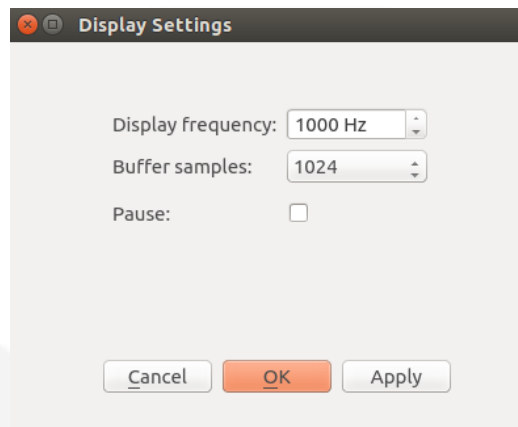 Display Settings
Display frequency: 1000 Hz
Buffer samples: 1024
Pause:
Cancel OK Apply